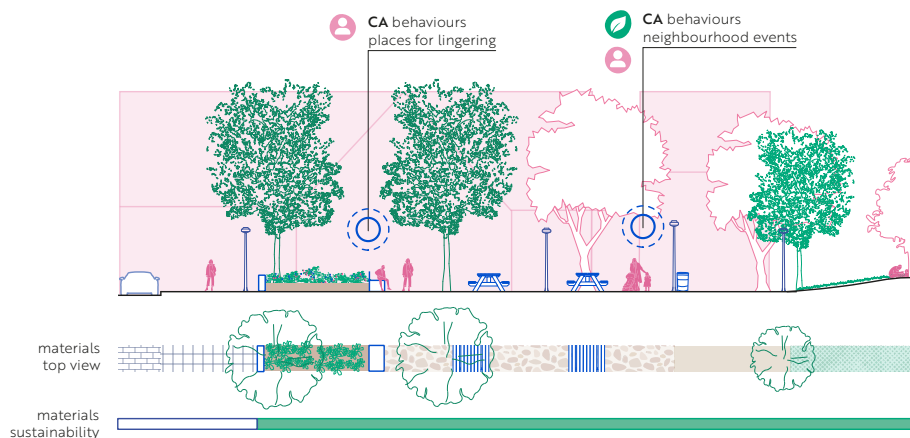 CA behaviours
places for lingering
CA behaviours
neighbourhood events
materials
top view
materials
sustainability